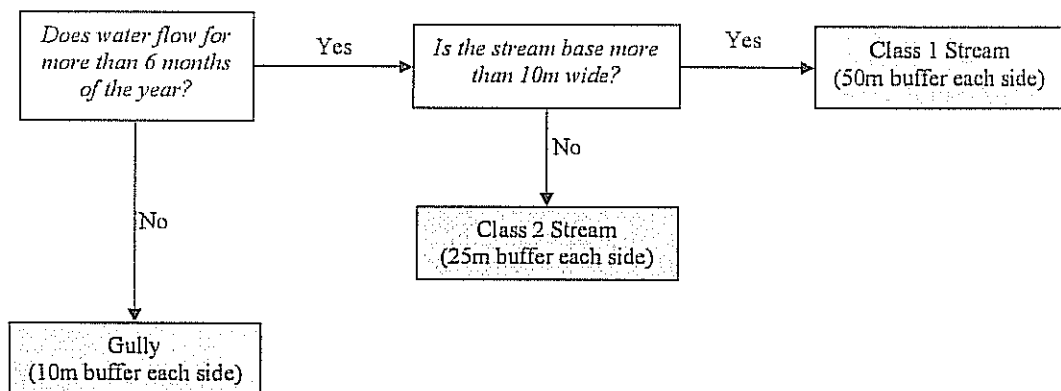 Does water flow for
more than 6 months
of the year?
Yes
Is the stream base more
than 10m wide?
Yes
Class 1 Stream
(50m buffer each side)
No
Class 2 Stream
(25m buffer each side)
No
Gully
(10m buffer each side)